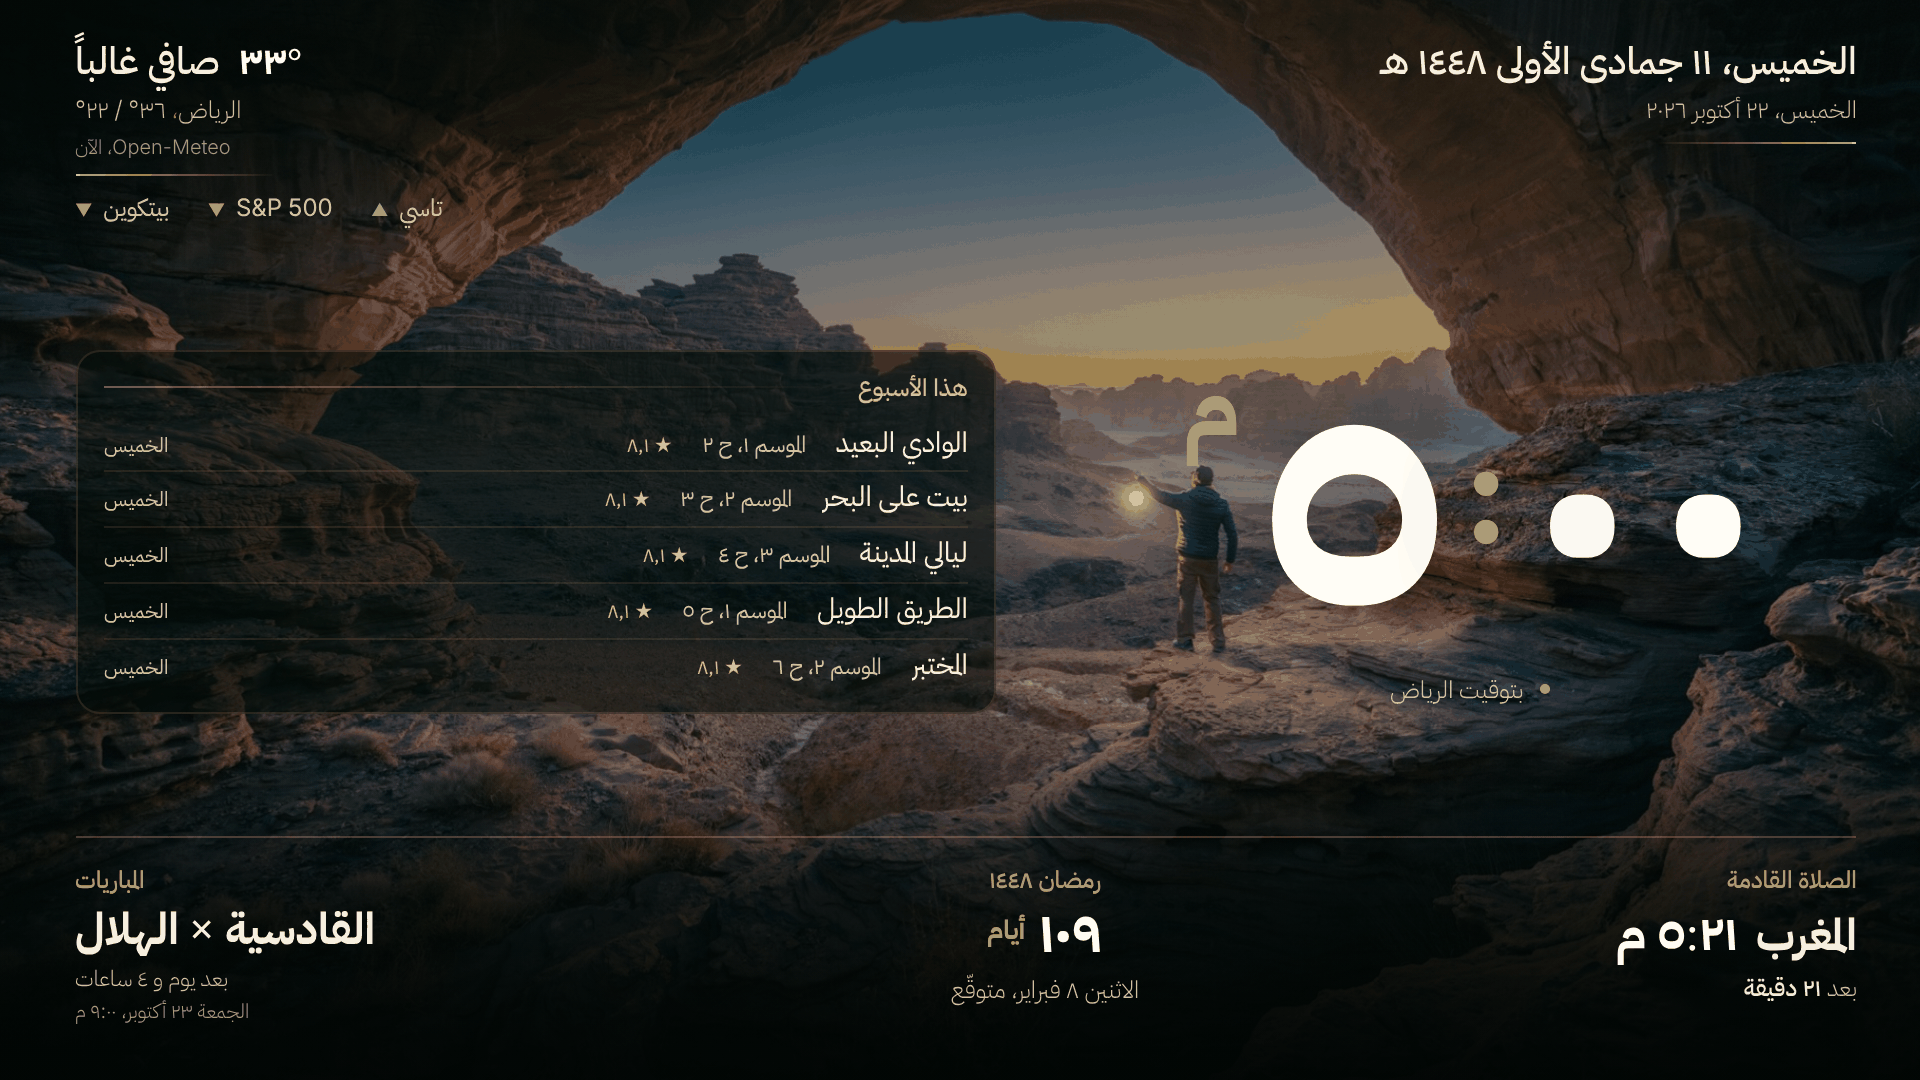 الخميس، ١١ جمادى الأولى ١٤٤٨ هـ
الخميس، ٢٢ أكتوبر ٢٠٢٦
٣٣° صافي غالباً
الرياض، ٣٦° / ٢٢°
Open-Meteo، الآن
تاسي ▲ S&P 500 ▼ بيتكوين ▼
٥:٠٠ م
بتوقيت الرياض
هذا الأسبوع
الوادي البعيد الموسم ١، ح ٢ ★ ٨,١ الخميس
بيت على البحر الموسم ٢، ح ٣ ★ ٨,١ الخميس
ليالي المدينة الموسم ٣، ح ٤ ★ ٨,١ الخميس
الطريق الطويل الموسم ١، ح ٥ ★ ٨,١ الخميس
المختبر الموسم ٢، ح ٦ ★ ٨,١ الخميس
الصلاة القادمة
المغرب ٥:٢١ م
بعد ٢١ دقيقة
رمضان ١٤٤٨
١٠٩ أيام
الاثنين ٨ فبراير، متوقّع
المباريات
القادسية × الهلال
بعد يوم و ٤ ساعات
الجمعة ٢٣ أكتوبر، ٩:٠٠ م